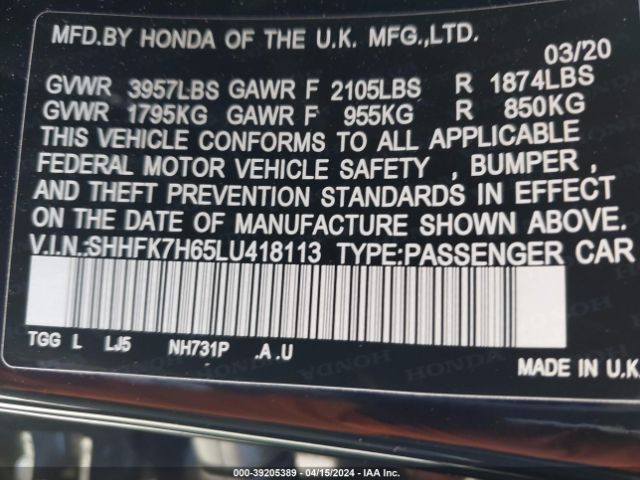 MFD.BY HONDA OF THE U.K. MFG.,LTD.
03/20
GVWR 3957LBS GAWR F 2105LBS R 1874LBS
GVWR 1795KG GAWR F 955KG R 850KG
THIS VEHICLE CONFORMS TO ALL APPLICABLE
FEDERAL MOTOR VEHICLE SAFETY , BUMPER ,
AND THEFT PREVENTION STANDARDS IN EFFECT
ON THE DATE OF MANUFACTURE SHOWN ABOVE.
V.I.N.:SHHFK7H65LU418113 TYPE:PASSENGER CAR
TGG L LJ5 NH731P .A .U
MADE IN U.K
000-39205389 - 04/15/2024 - IAA Inc.